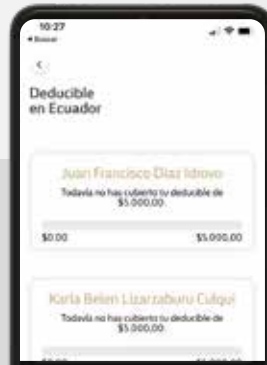 10:27
◂ Buscar
Deducible
en Ecuador
Juan Francisco Díaz Idrovo
Todavía no has cubierto tu deducible de
$5.000,00
$0.00 $5.000,00
Karla Belen Lizarzaburu Culqui
Todavía no has cubierto tu deducible de
$5.000,00